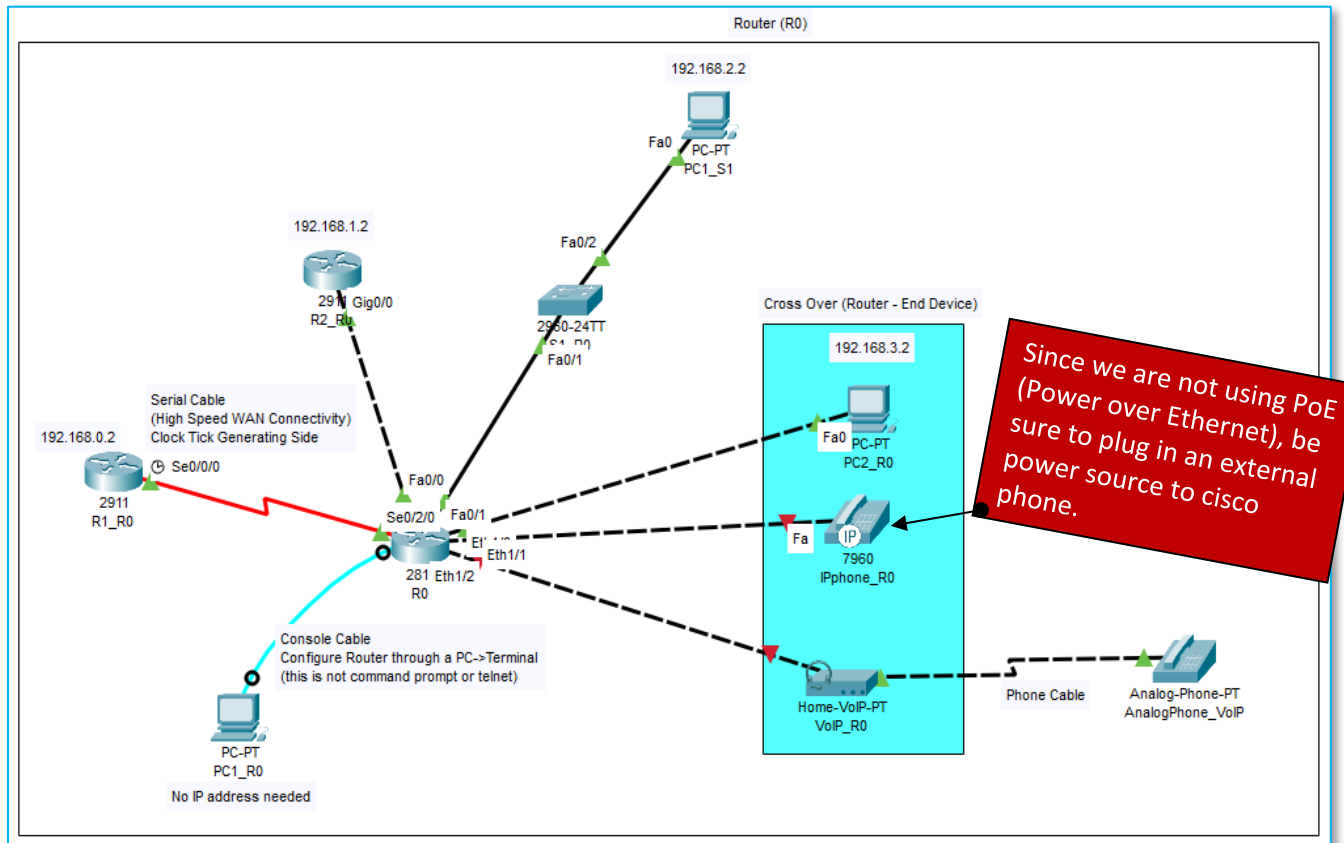 Router (R0)
192.168.2.2
Fa0
PC-PT
PC1_S1
192.168.1.2
Fa0/2
Gig0/0
2960-24TT
Fa0/1
Cross Over (Router - End Device)
192.168.3.2
Since we are not using PoE
(Power over Ethernet), be
sure to plug in an external
power source to cisco
phone.
Serial Cable
(High Speed WAN Connectivity)
Clock Tick Generating Side
192.168.0.2
Se0/0/0
2911
R1_R0
Fa0
PC-PT
PC2_R0
Fa0/0
Se0/2/0
Fa0/1
Eth1/1
Eth1/2
281
R0
Fa
IP
7960
IPphone_R0
Console Cable
Configure Router through a PC->Terminal
(this is not command prompt or telnet)
Home-VoIP-PT
VoIP_R0
Phone Cable
Analog-Phone-PT
AnalogPhone_VoIP
PC-PT
PC1_R0
No IP address needed